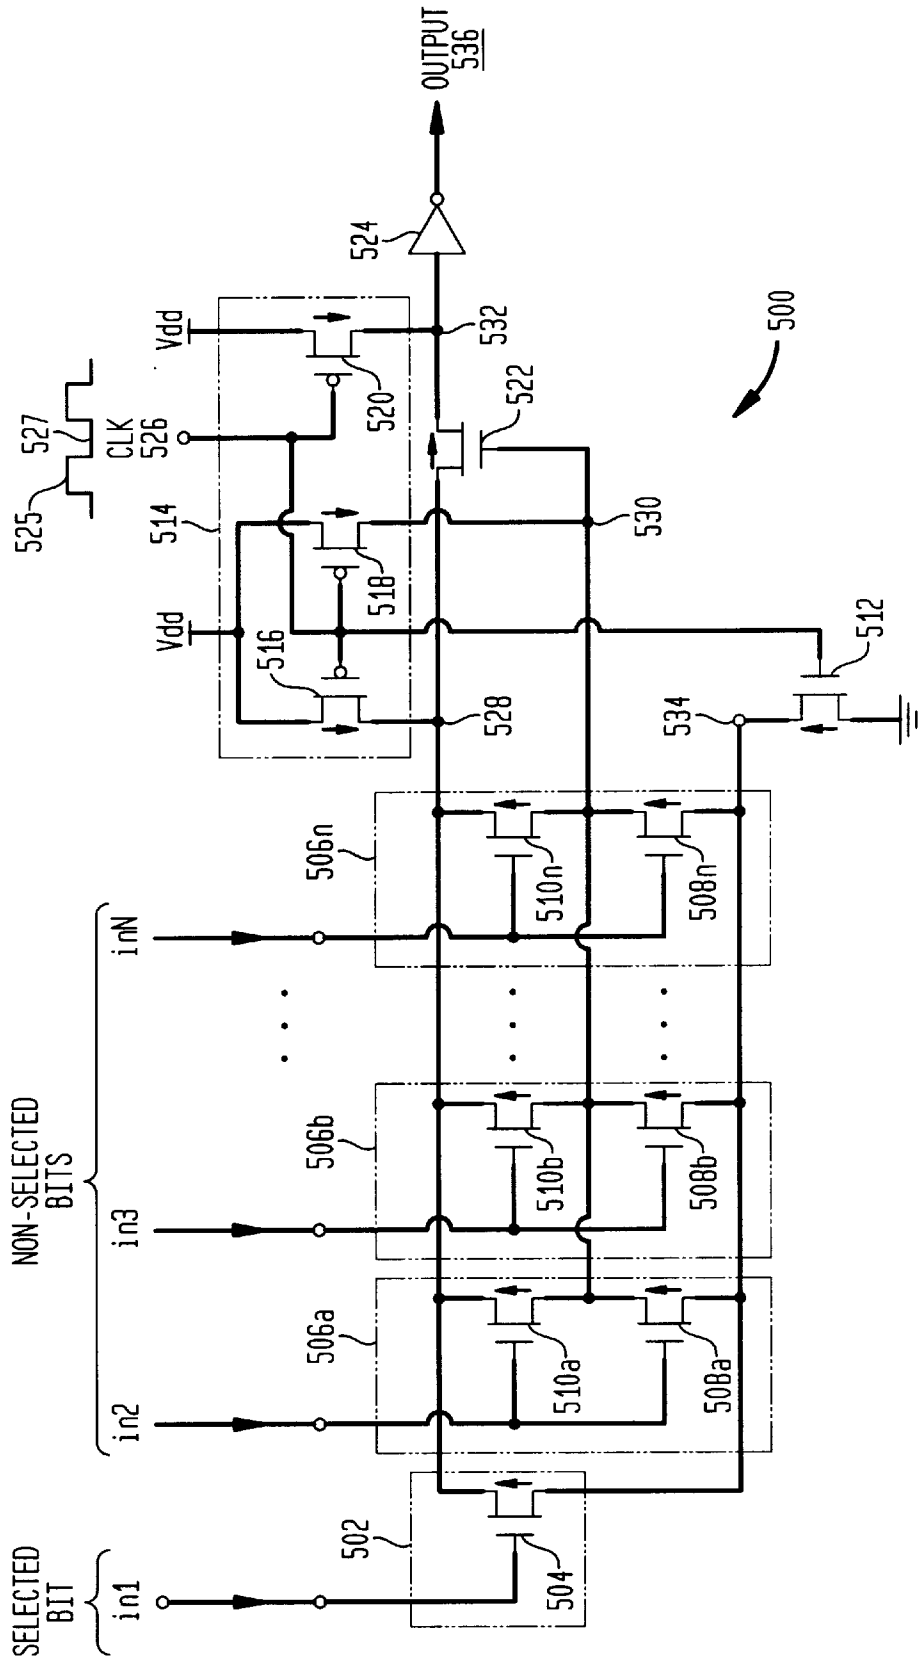 SELECTED
BIT
in1
NON-SELECTED
BITS
in2
in3
inN
502
504
506a
510a
508a
506b
510b
508b
506n
510n
508n
Vdd
514
516
518
525
527
CLK
526
Vdd
520
528
530
532
522
524
OUTPUT
536
534
512
500